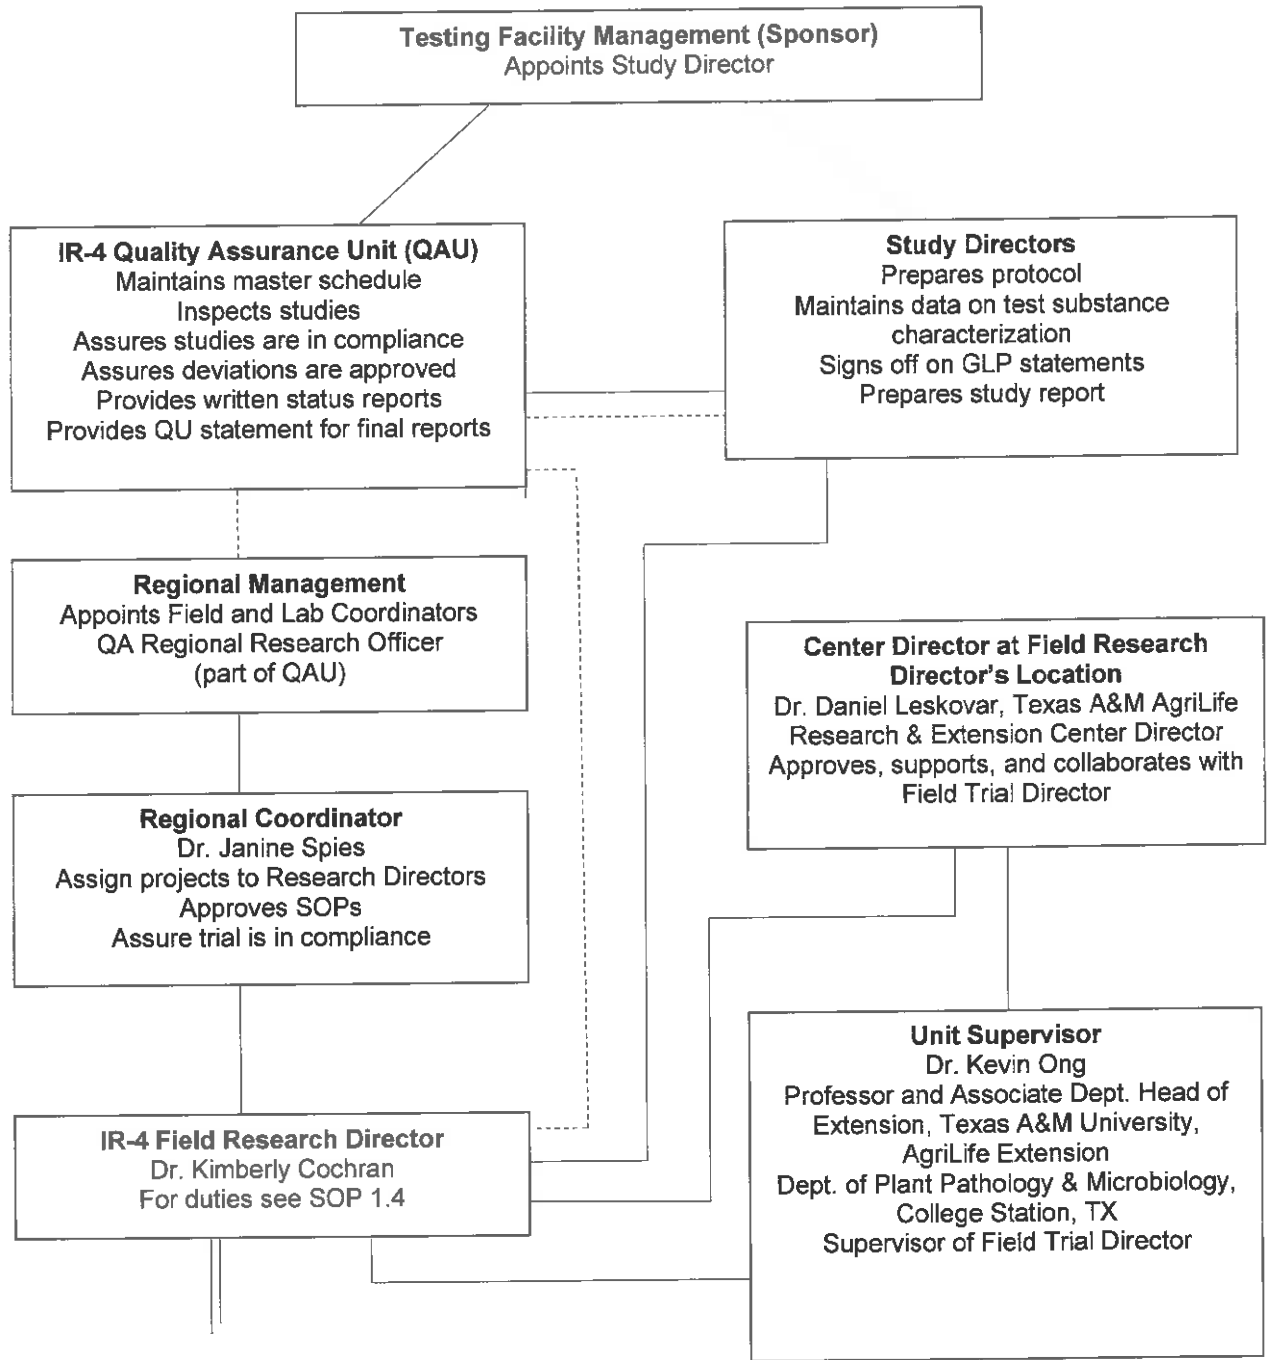 Testing Facility Management (Sponsor)
Appoints Study Director
IR-4 Quality Assurance Unit (QAU)
Maintains master schedule
Inspects studies
Assures studies are in compliance
Assures deviations are approved
Provides written status reports
Provides QU statement for final reports
Study Directors
Prepares protocol
Maintains data on test substance
characterization
Signs off on GLP statements
Prepares study report
Regional Management
Appoints Field and Lab Coordinators
QA Regional Research Officer
(part of QAU)
Center Director at Field Research
Director's Location
Dr. Daniel Leskovar, Texas A&M AgriLife
Research & Extension Center Director
Approves, supports, and collaborates with
Field Trial Director
Regional Coordinator
Dr. Janine Spies
Assign projects to Research Directors
Approves SOPs
Assure trial is in compliance
Unit Supervisor
Dr. Kevin Ong
Professor and Associate Dept. Head of
Extension, Texas A&M University,
AgriLife Extension
Dept. of Plant Pathology & Microbiology,
College Station, TX
Supervisor of Field Trial Director
IR-4 Field Research Director
Dr. Kimberly Cochran
For duties see SOP 1.4